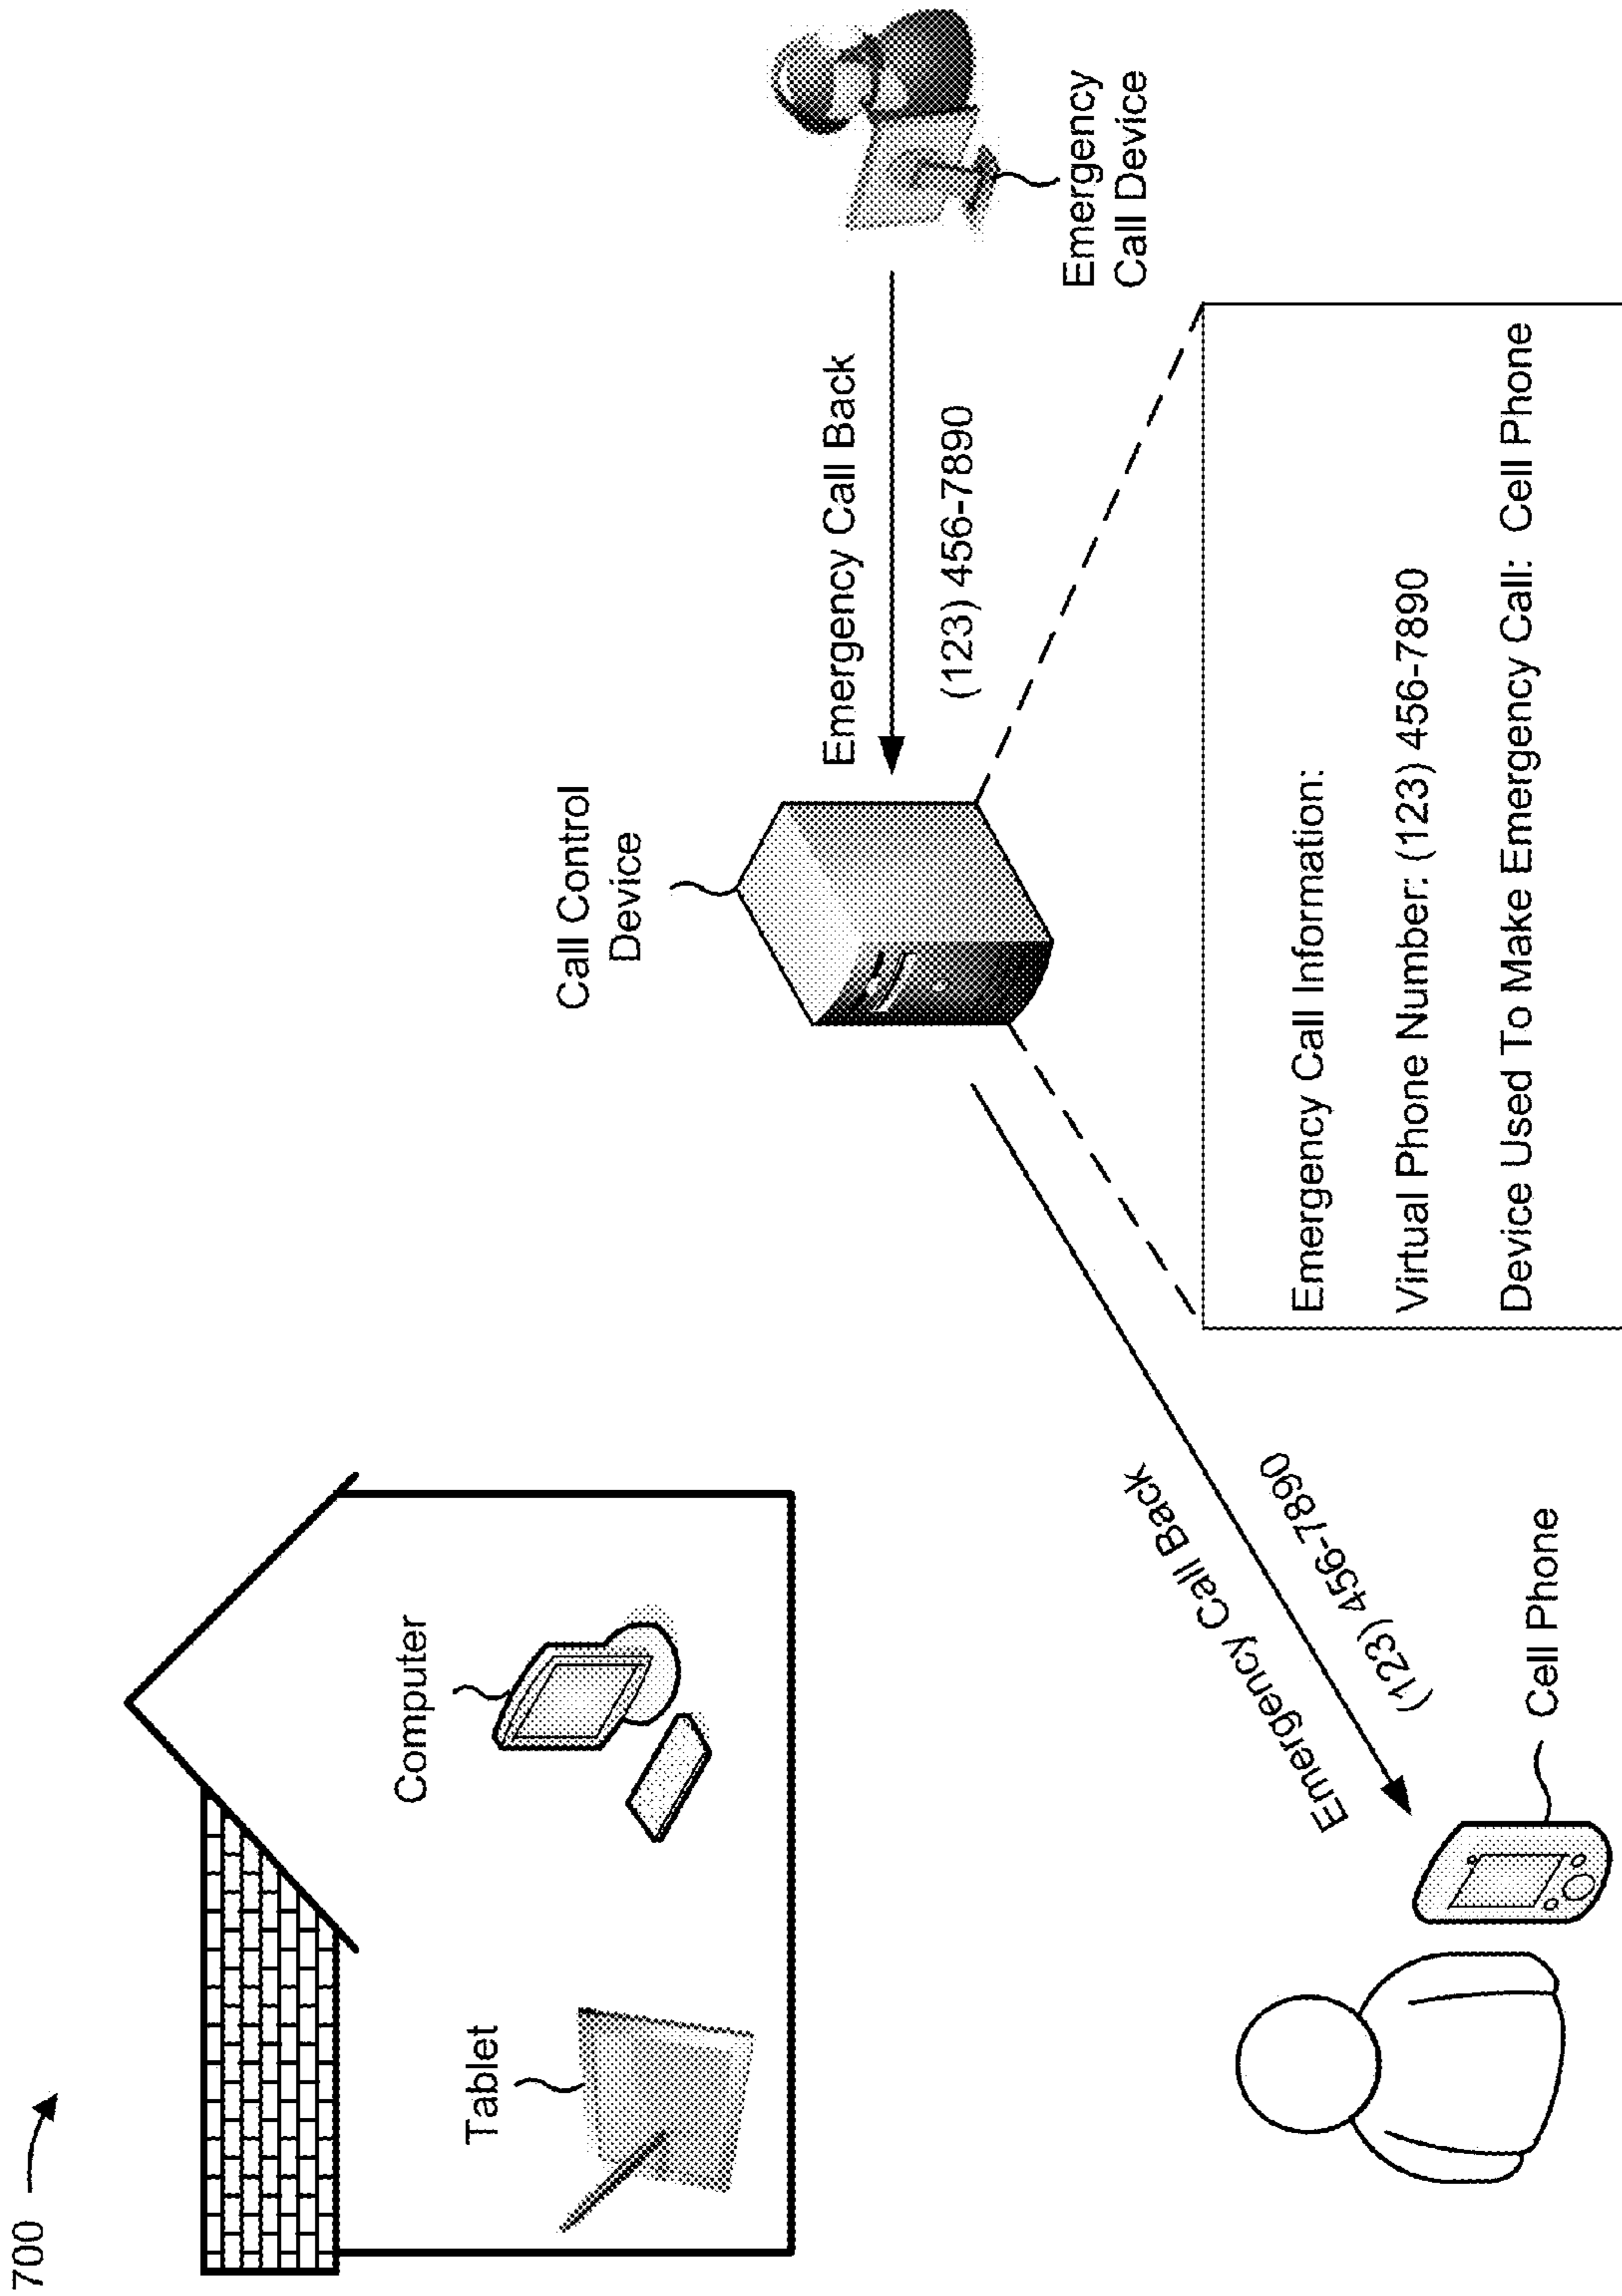 700
Tablet
Computer
Call Control
Device
Emergency Call Back
(123) 456-7890
Emergency
Call Device
Emergency Call Back
(123) 456-7890
Cell Phone
Emergency Call Information:
Virtual Phone Number: (123) 456-7890
Device Used To Make Emergency Call: Cell Phone